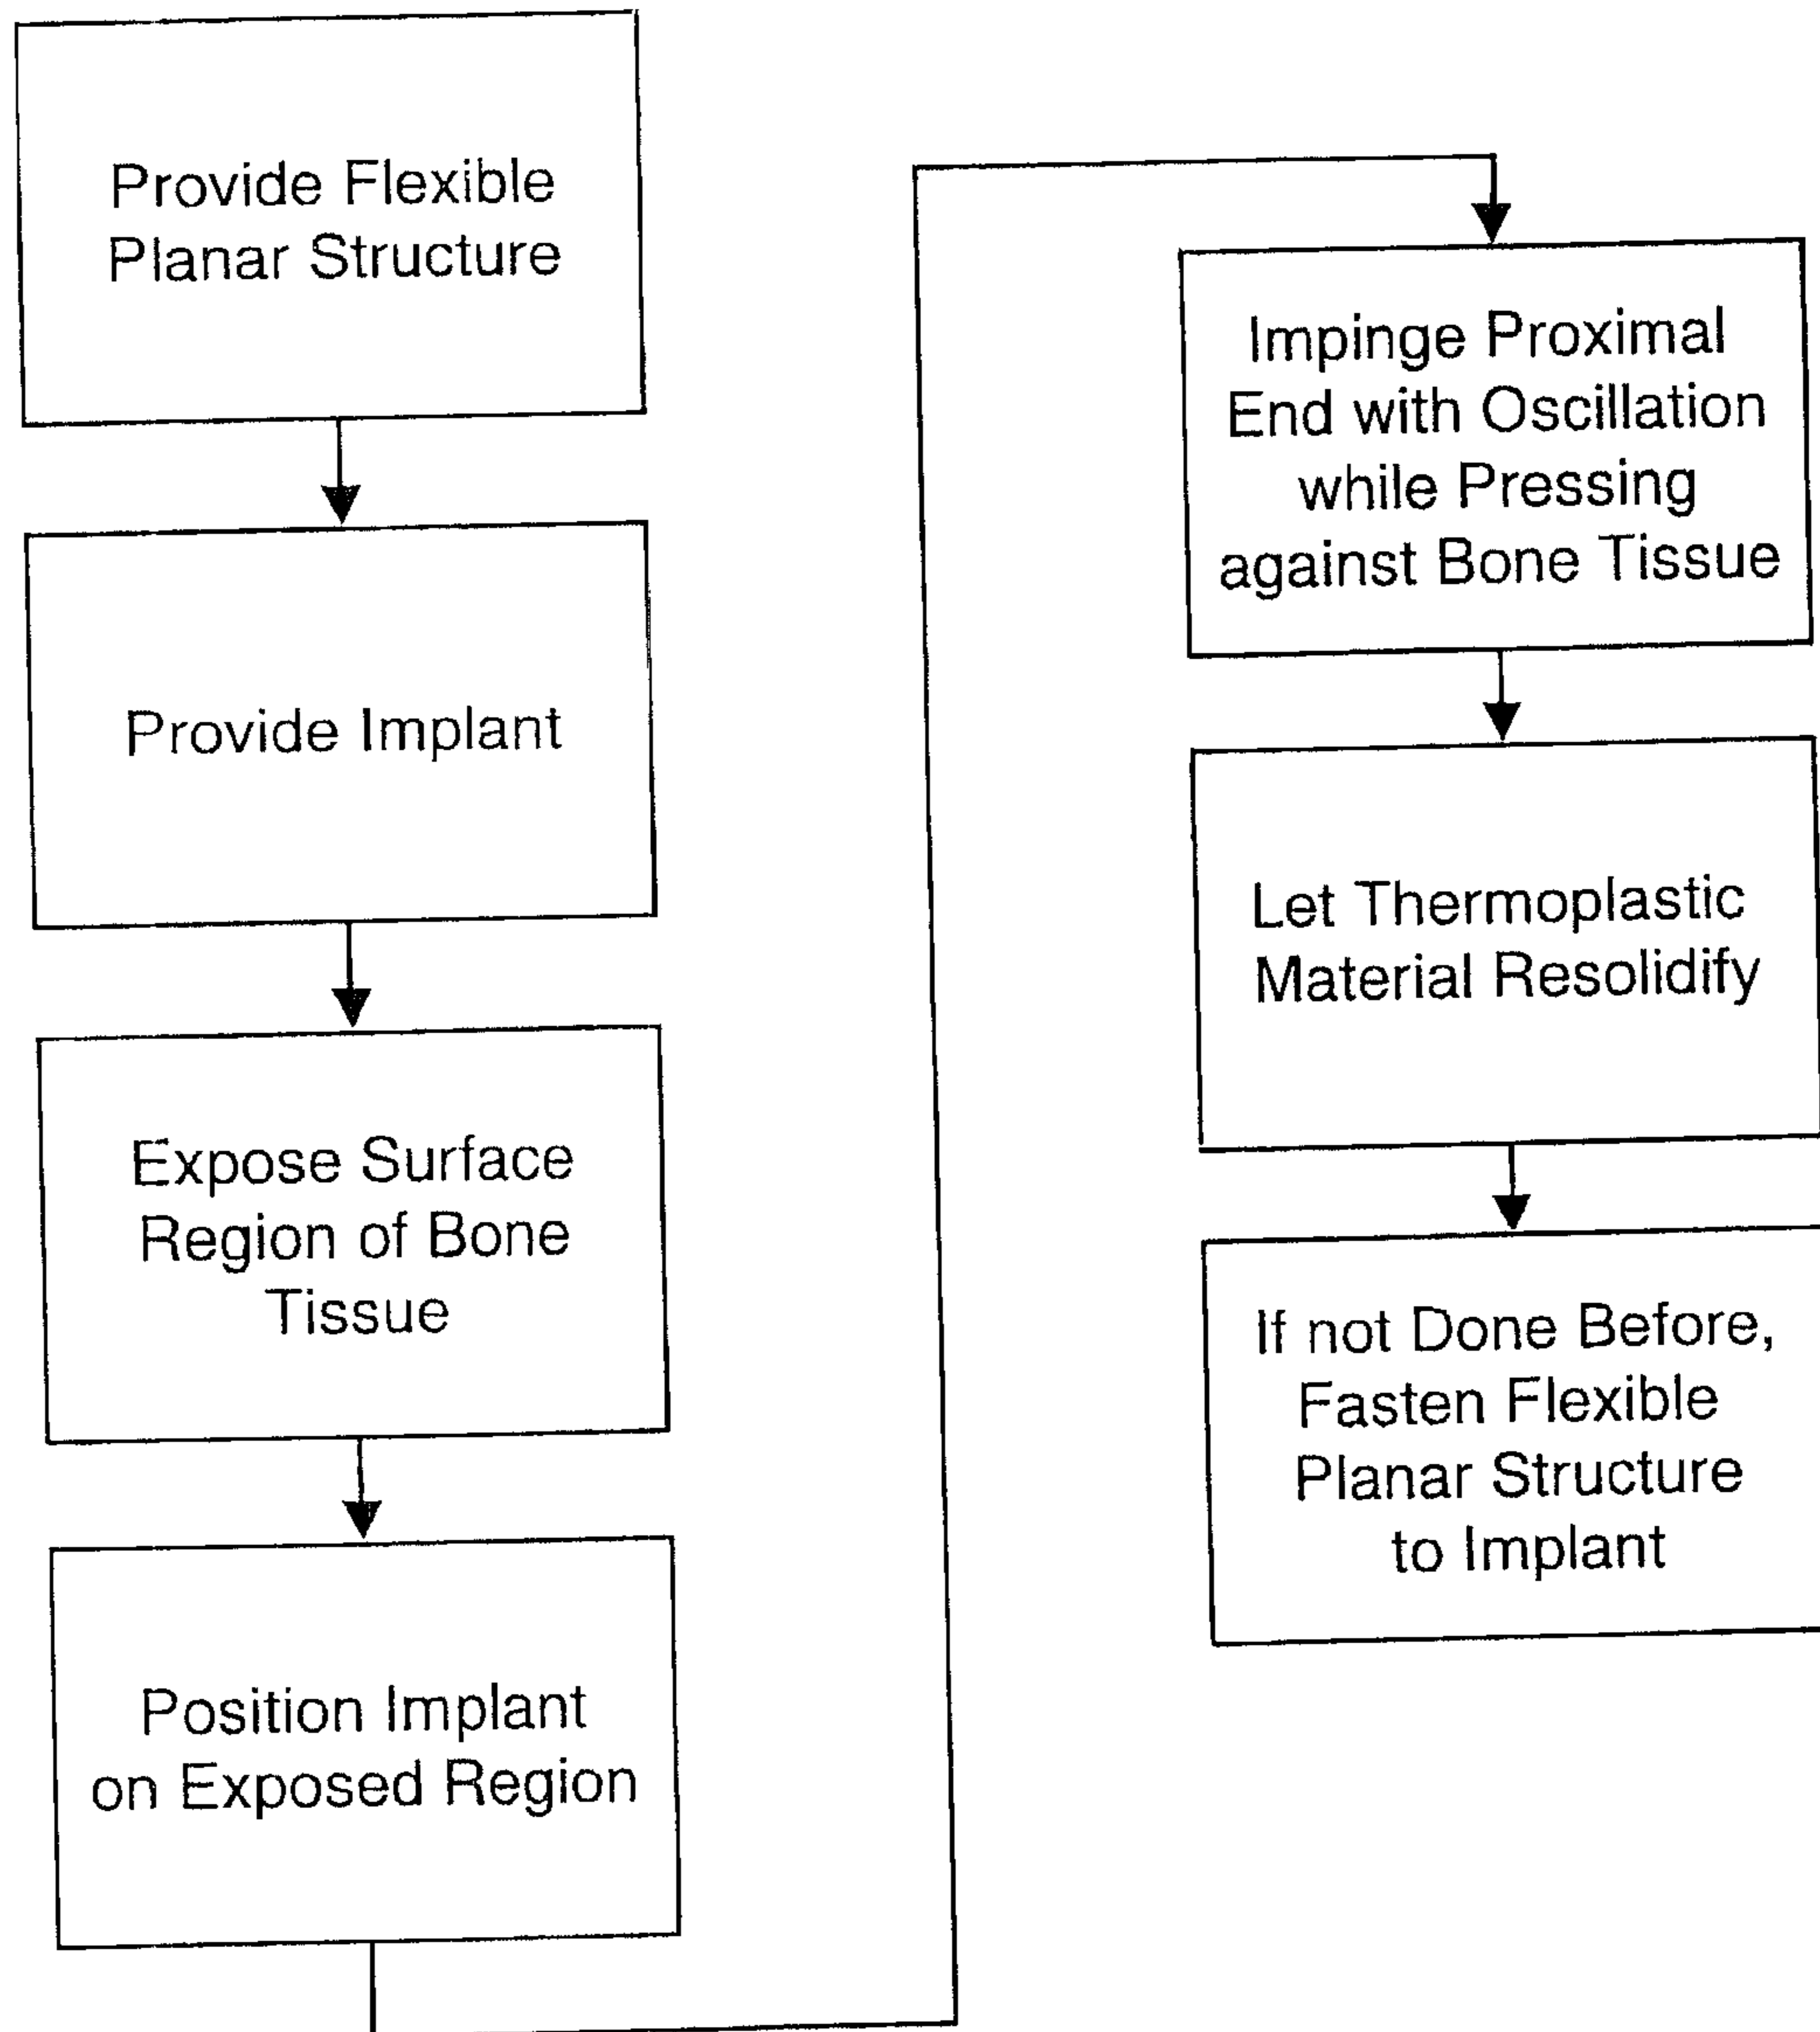 Provide Flexible
Planar Structure
Provide Implant
Expose Surface
Region of Bone
Tissue
Position Implant
on Exposed Region
Impinge Proximal
End with Oscillation
while Pressing
against Bone Tissue
Let Thermoplastic
Material Resolidify
If not Done Before,
Fasten Flexible
Planar Structure
to Implant